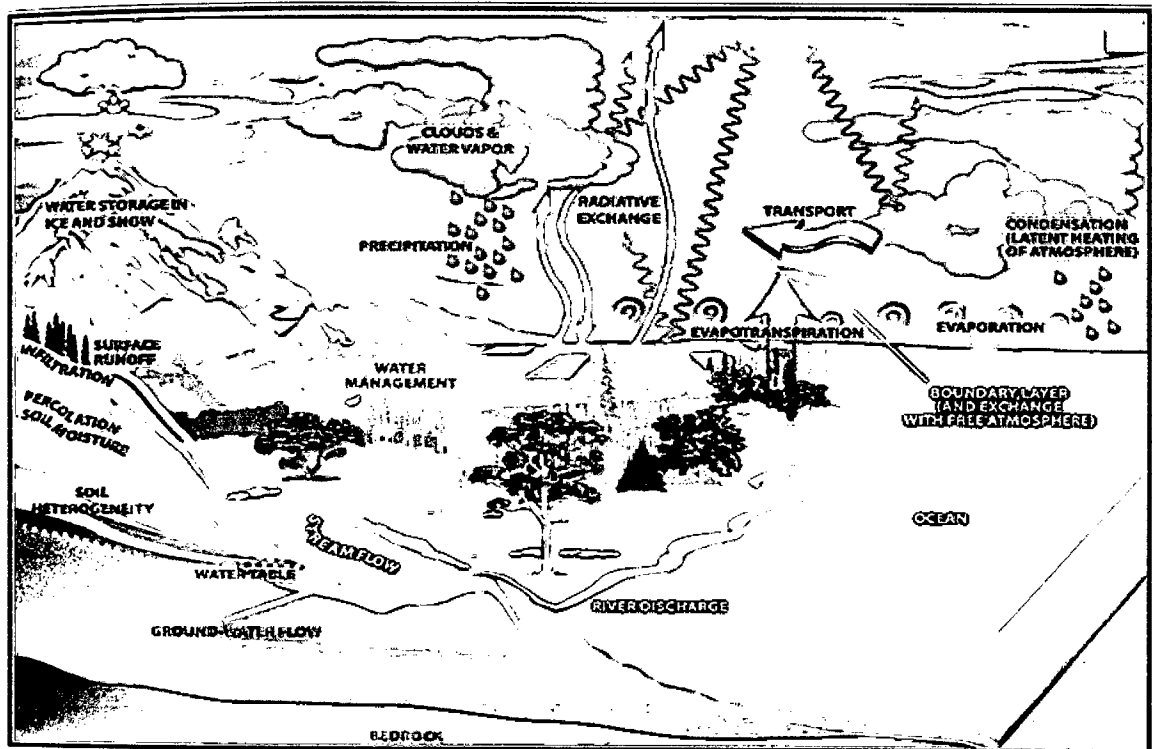 CLOUDS &
WATER VAPOR
WATER STORAGE IN
ICE AND SNOW
RADIATIVE
EXCHANGE
TRANSPORT
CONDENSATION
(LATENT HEATING
OF ATMOSPHERE)
PRECIPITATION
EVAPOTRANSPIRATION
EVAPORATION
SURFACE
RUNOFF
INFILTRATION
WATER
MANAGEMENT
BOUNDARY LAYER
(AND EXCHANGE
WITH FREE ATMOSPHERE)
PERCOLATION
SOIL MOISTURE
SOIL
HETEROGENEITY
OCEAN
STREAM FLOW
WATER TABLE
RIVER DISCHARGE
GROUND-WATER FLOW
BEDROCK